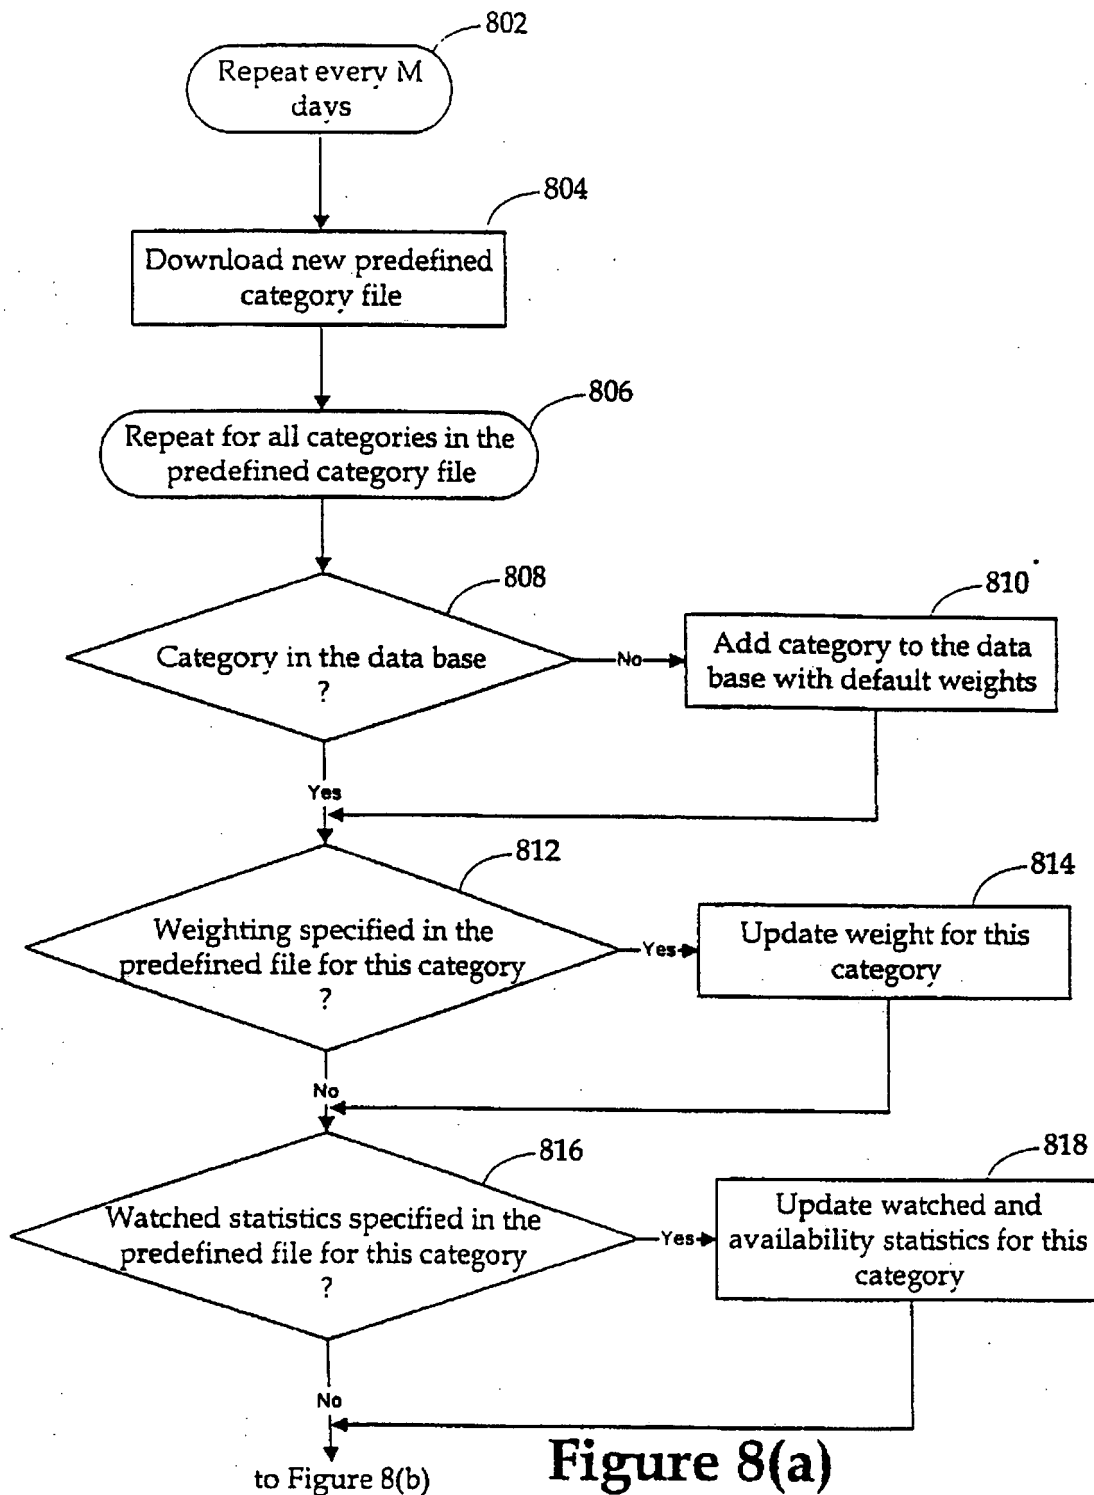 802
Repeat every M
days
804
Download new predefined
category file
806
Repeat for all categories in the
predefined category file
808
Category in the data base
?
No
810
Add category to the data
base with default weights
Yes
812
Weighting specified in the
predefined file for this category
?
Yes
814
Update weight for this
category
No
816
Watched statistics specified in the
predefined file for this category
?
Yes
818
Update watched and
availability statistics for this
category
No
to Figure 8(b)
Figure 8(a)